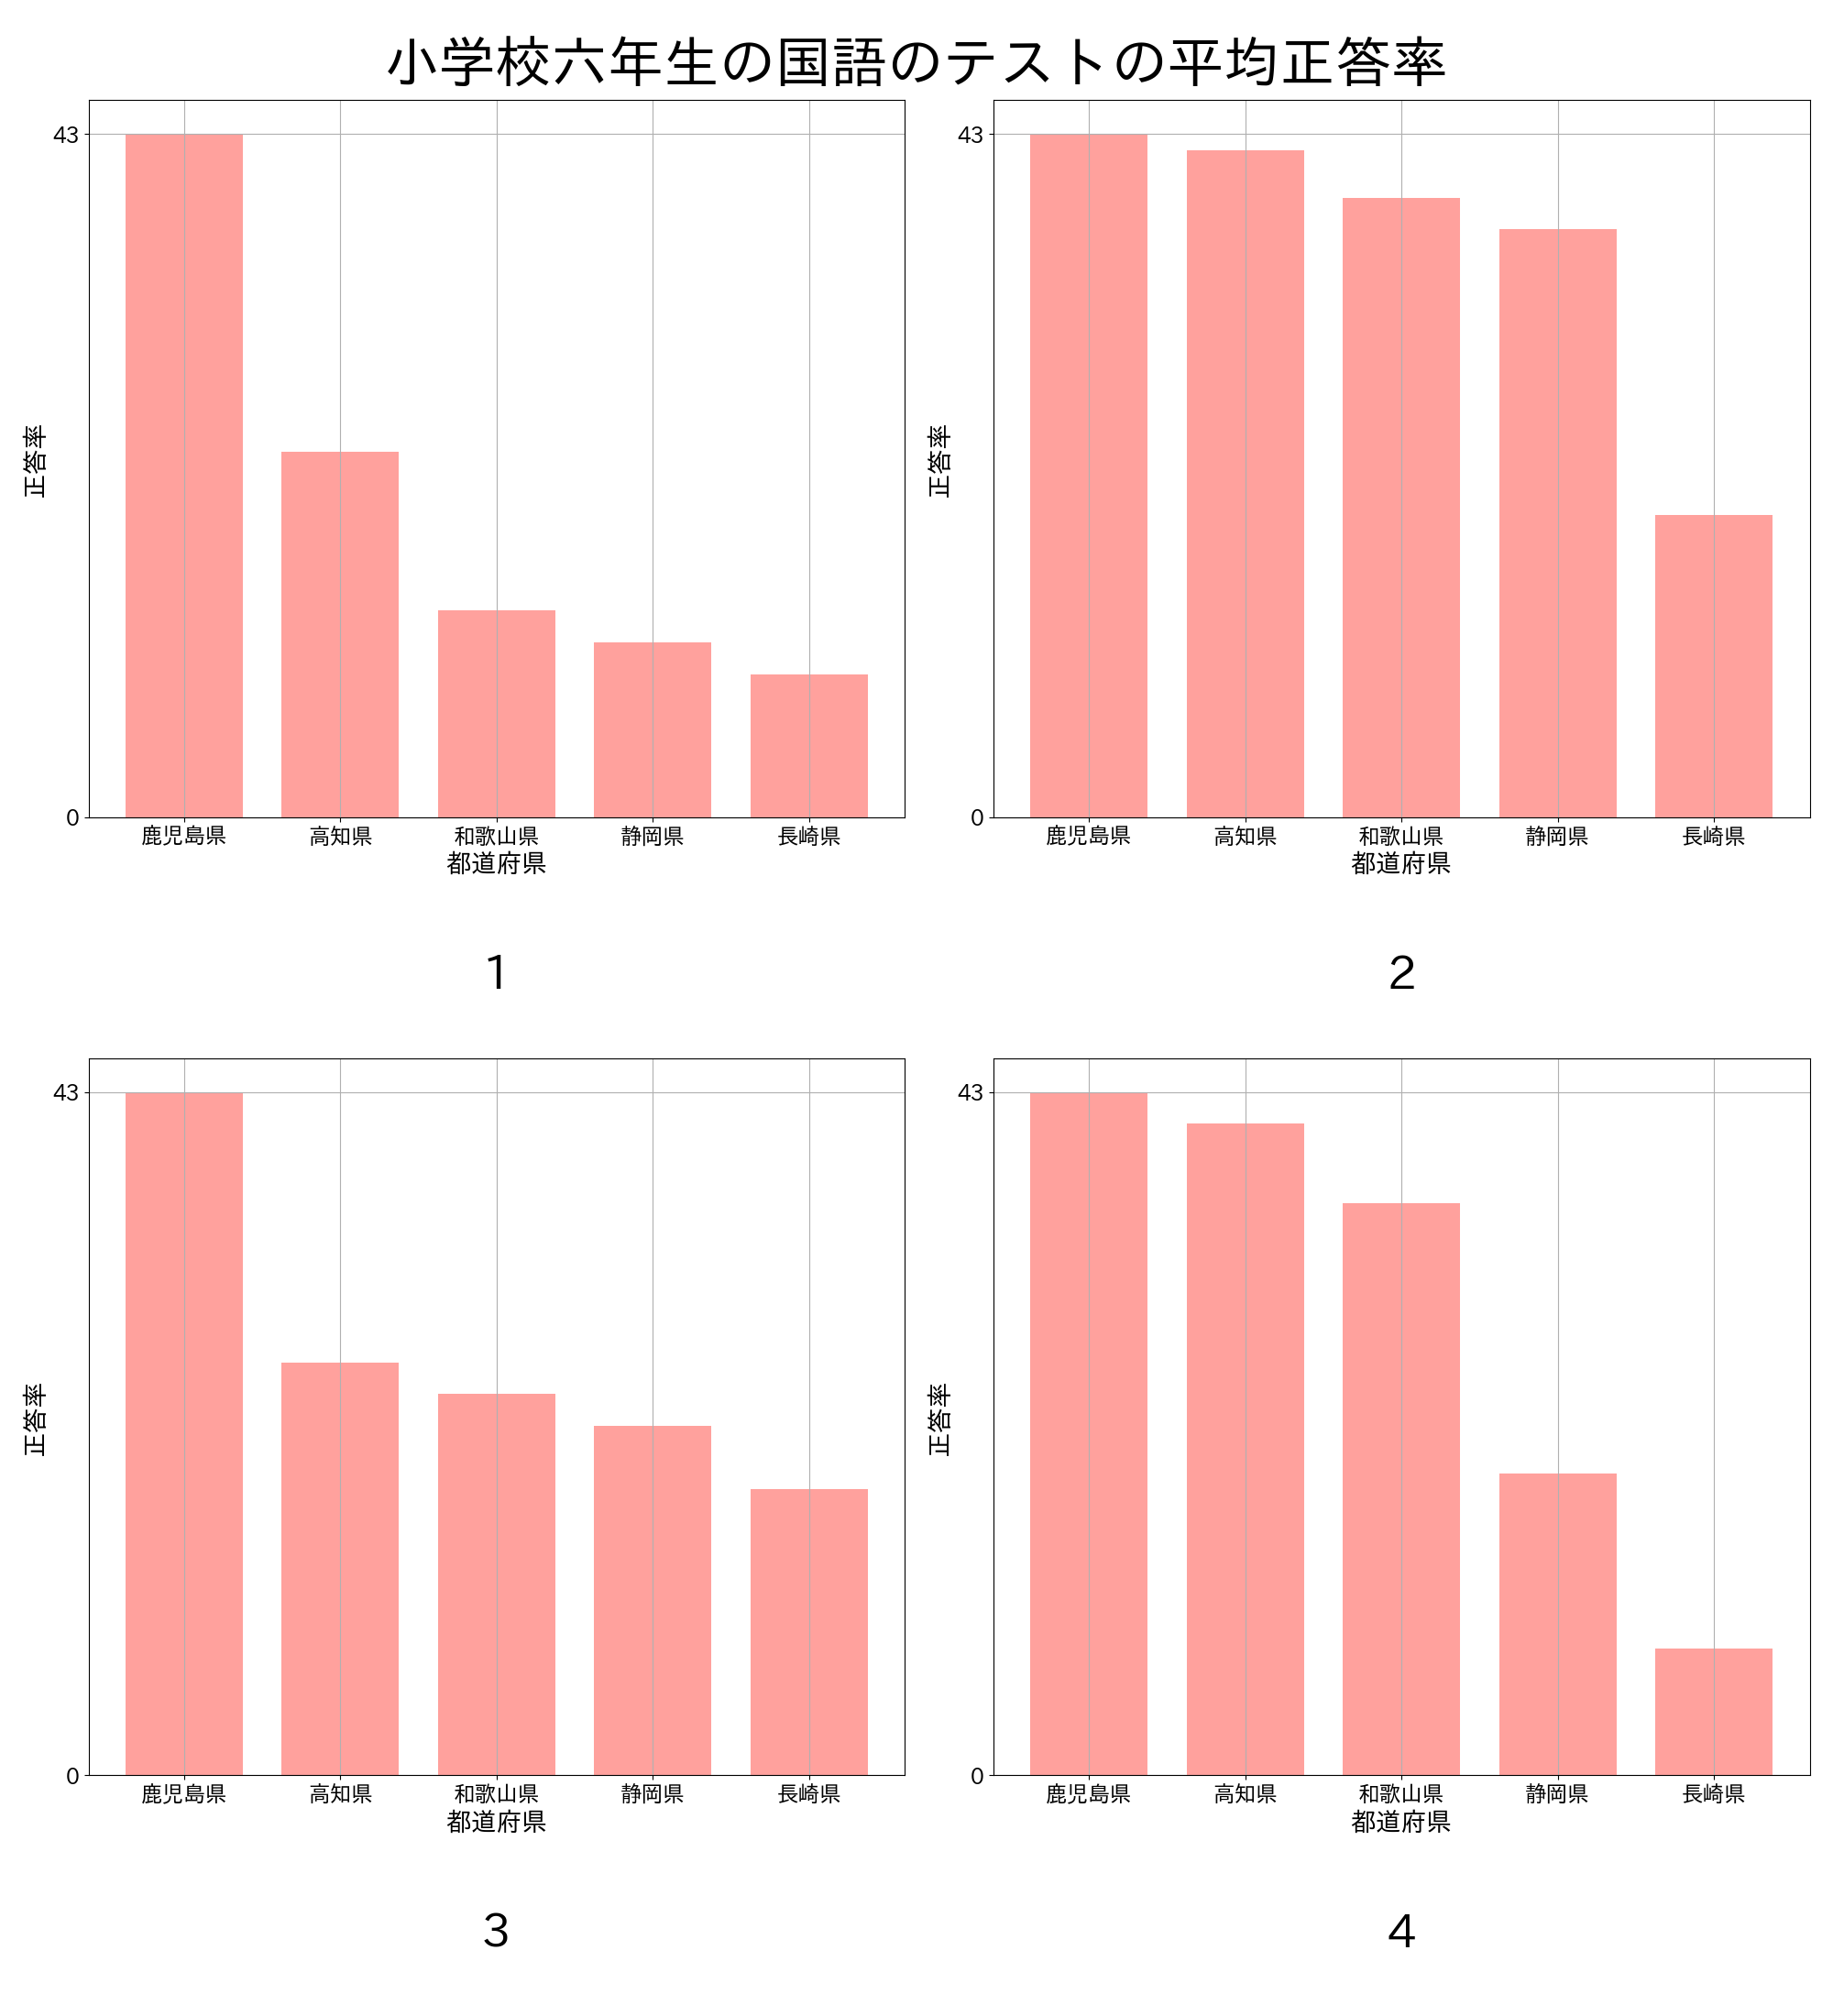 小学校六年生の国語のテストの平均正答率
43
0
正答率
鹿児島県 高知県 和歌山県 静岡県 長崎県
都道府県
1
43
0
正答率
鹿児島県 高知県 和歌山県 静岡県 長崎県
都道府県
2
43
0
正答率
鹿児島県 高知県 和歌山県 静岡県 長崎県
都道府県
3
43
0
正答率
鹿児島県 高知県 和歌山県 静岡県 長崎県
都道府県
4